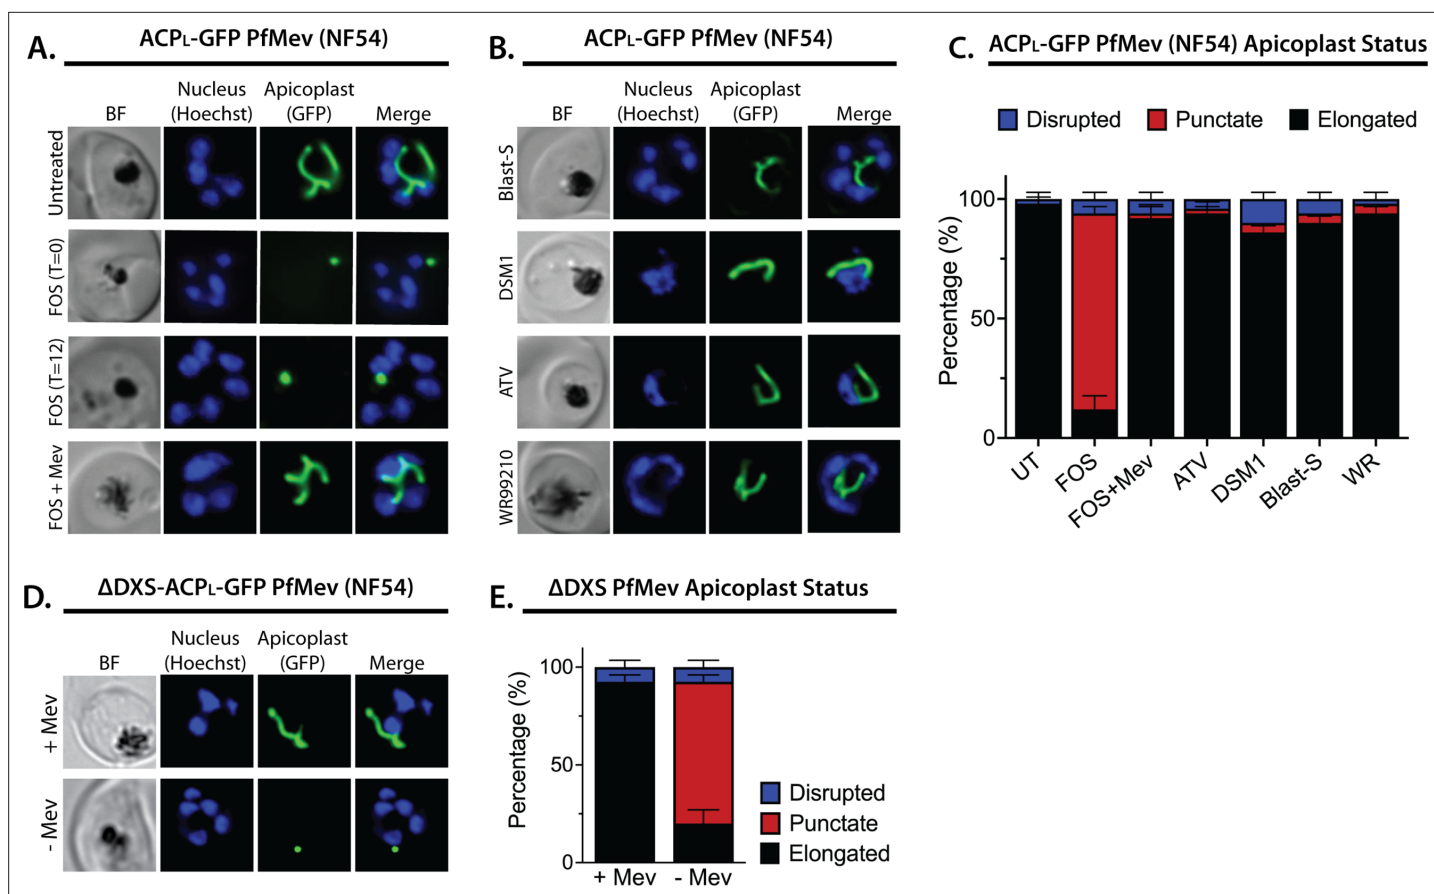 A.
ACPL-GFP PfMev (NF54)
BF
Nucleus
(Hoechst)
Apicoplast
(GFP)
Merge
Untreated
FOS (T=0)
FOS (T=12)
FOS + Mev
B.
ACPL-GFP PfMev (NF54)
BF
Nucleus
(Hoechst)
Apicoplast
(GFP)
Merge
Blast-S
DSM1
ATV
WR99210
C.
ACPL-GFP PfMev (NF54) Apicoplast Status
Disrupted
Punctate
Elongated
Percentage (%)
100
50
0
UT
FOS
FOS+Mev
ATV
DSM1
Blast-S
WR
D.
ΔDXS-ACPL-GFP PfMev (NF54)
BF
Nucleus
(Hoechst)
Apicoplast
(GFP)
Merge
+ Mev
- Mev
E.
ΔDXS PfMev Apicoplast Status
Percentage (%)
100
50
0
+ Mev
- Mev
Disrupted
Punctate
Elongated